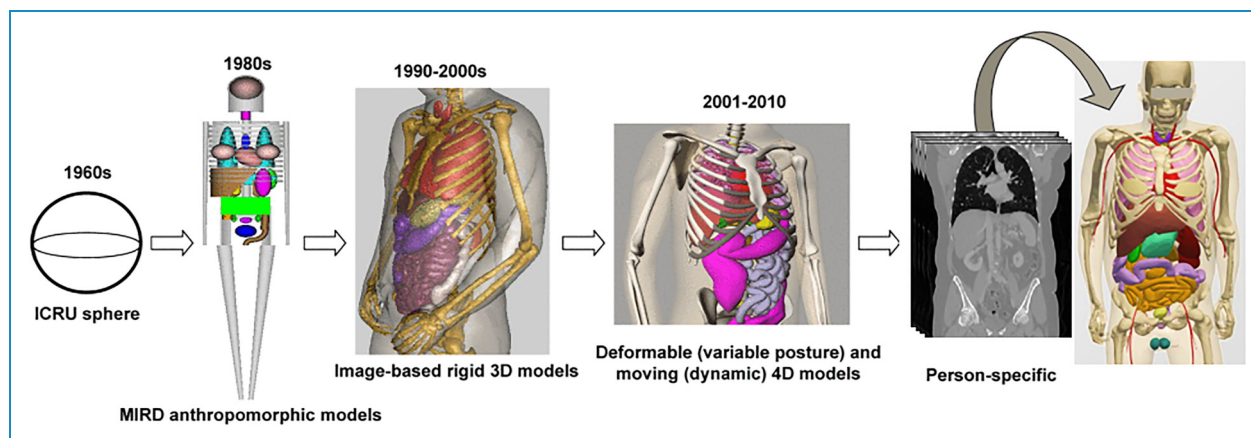 1960s
ICRU sphere
1980s
MIRD anthropomorphic models
1990-2000s
Image-based rigid 3D models
2001-2010
Deformable (variable posture) and
moving (dynamic) 4D models
Person-specific